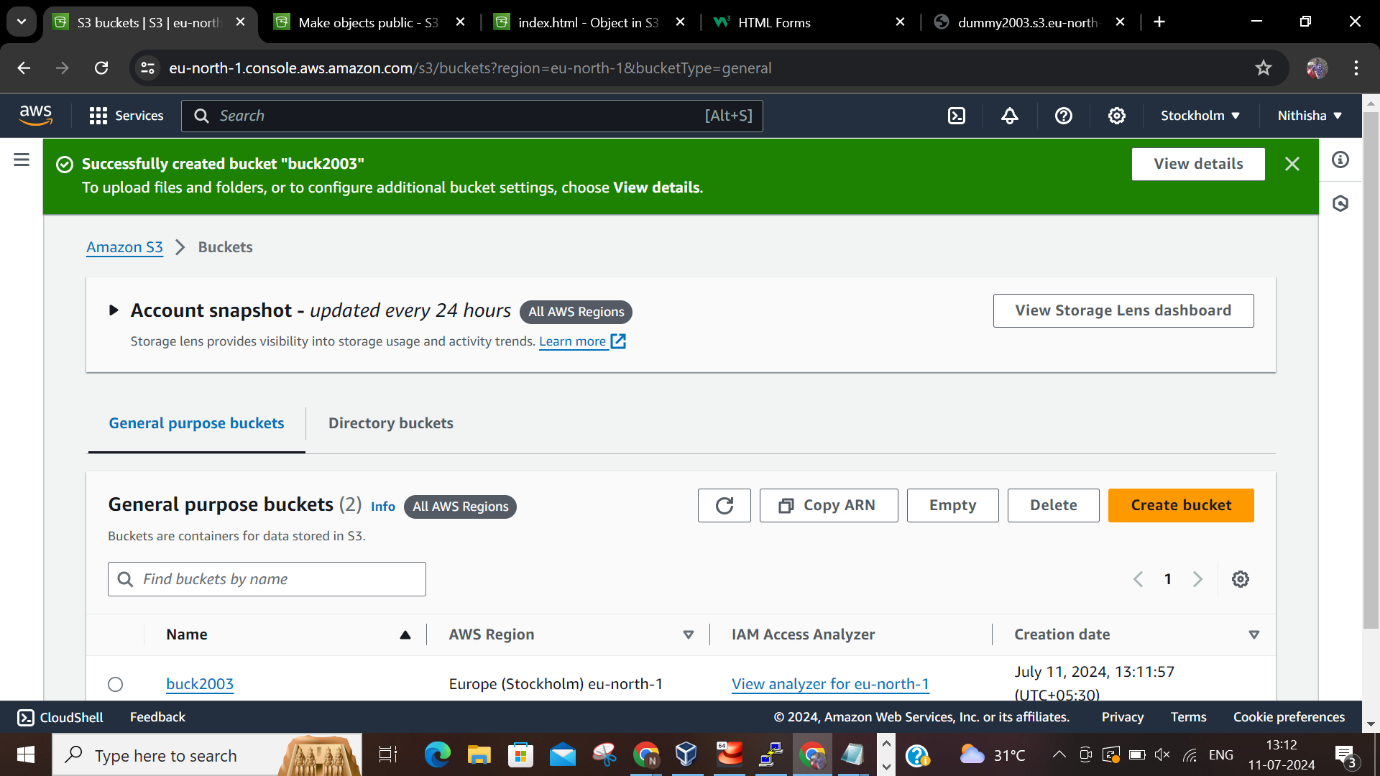 S3 buckets | S3 | eu-north
Make objects public - S3
index.html - Object in S3
HTML Forms
dummy2003.s3.eu-north-
eu-north-1.console.aws.amazon.com/s3/buckets?region=eu-north-1&bucketType=general
aws
Services
Search
[Alt+S]
Stockholm
Nithisha
Successfully created bucket "buck2003"
To upload files and folders, or to configure additional bucket settings, choose View details.
View details
Amazon S3
Buckets
Account snapshot - updated every 24 hours
All AWS Regions
Storage lens provides visibility into storage usage and activity trends. Learn more
View Storage Lens dashboard
General purpose buckets
Directory buckets
General purpose buckets (2) Info All AWS Regions
Buckets are containers for data stored in S3.
Copy ARN
Empty
Delete
Create bucket
Find buckets by name
1
Name
AWS Region
IAM Access Analyzer
Creation date
buck2003
Europe (Stockholm) eu-north-1
View analyzer for eu-north-1
July 11, 2024, 13:11:57
(UTC+05:30)
CloudShell
Feedback
© 2024, Amazon Web Services, Inc. or its affiliates.
Privacy
Terms
Cookie preferences
Type here to search
64
31°C
ENG
13:12
11-07-2024
3